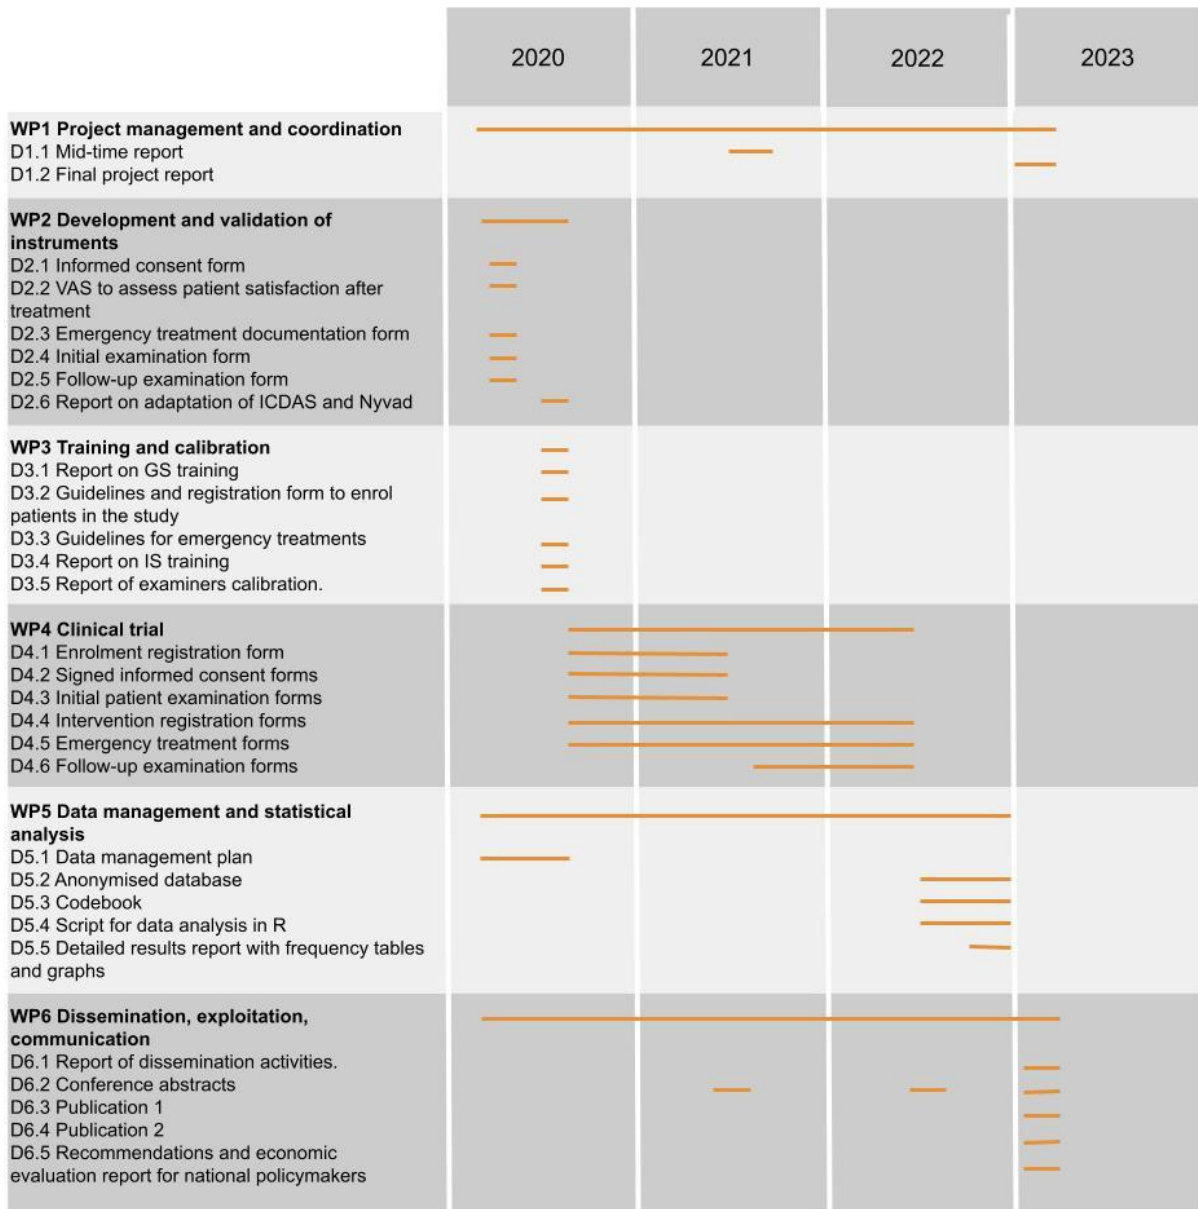 2020 2021 2022 2023
WP1 Project management and coordination
D1.1 Mid-time report
D1.2 Final project report
WP2 Development and validation of
instruments
D2.1 Informed consent form
D2.2 VAS to assess patient satisfaction after
treatment
D2.3 Emergency treatment documentation form
D2.4 Initial examination form
D2.5 Follow-up examination form
D2.6 Report on adaptation of ICDAS and Nyvad
WP3 Training and calibration
D3.1 Report on GS training
D3.2 Guidelines and registration form to enrol
patients in the study
D3.3 Guidelines for emergency treatments
D3.4 Report on IS training
D3.5 Report of examiners calibration.
WP4 Clinical trial
D4.1 Enrolment registration form
D4.2 Signed informed consent forms
D4.3 Initial patient examination forms
D4.4 Intervention registration forms
D4.5 Emergency treatment forms
D4.6 Follow-up examination forms
WP5 Data management and statistical
analysis
D5.1 Data management plan
D5.2 Anonymised database
D5.3 Codebook
D5.4 Script for data analysis in R
D5.5 Detailed results report with frequency tables
and graphs
WP6 Dissemination, exploitation,
communication
D6.1 Report of dissemination activities.
D6.2 Conference abstracts
D6.3 Publication 1
D6.4 Publication 2
D6.5 Recommendations and economic
evaluation report for national policymakers